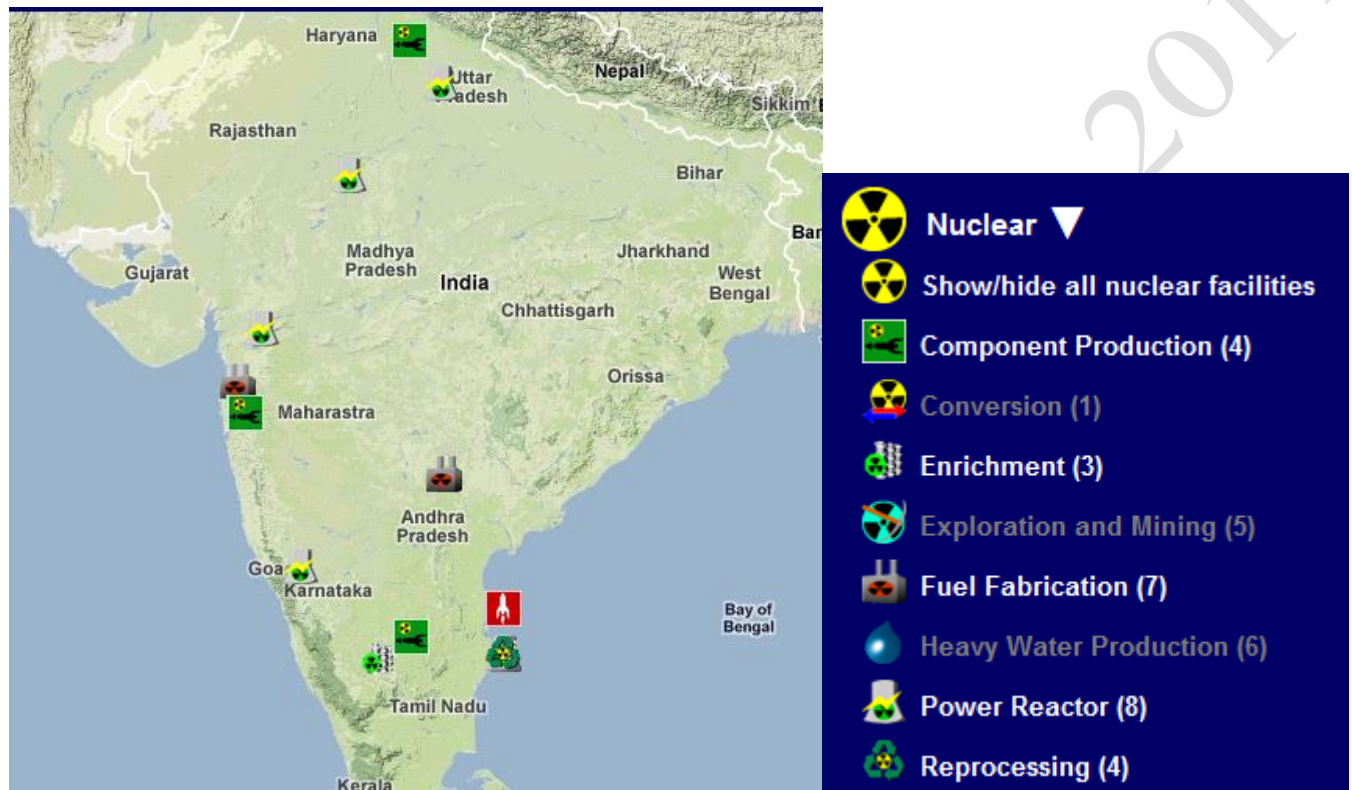 Haryana
Nepal
Uttar
Pradesh
Sikkim
Rajasthan
Bihar
Madhya
Pradesh
Jharkhand
Gujarat
India
West
Bengal
Chhattisgarh
Orissa
Maharastra
Andhra
Pradesh
Goa
Karnataka
Bay of
Bengal
Tamil Nadu
Kerala
201
Nuclear
Show/hide all nuclear facilities
Component Production (4)
Conversion (1)
Enrichment (3)
Exploration and Mining (5)
Fuel Fabrication (7)
Heavy Water Production (6)
Power Reactor (8)
Reprocessing (4)